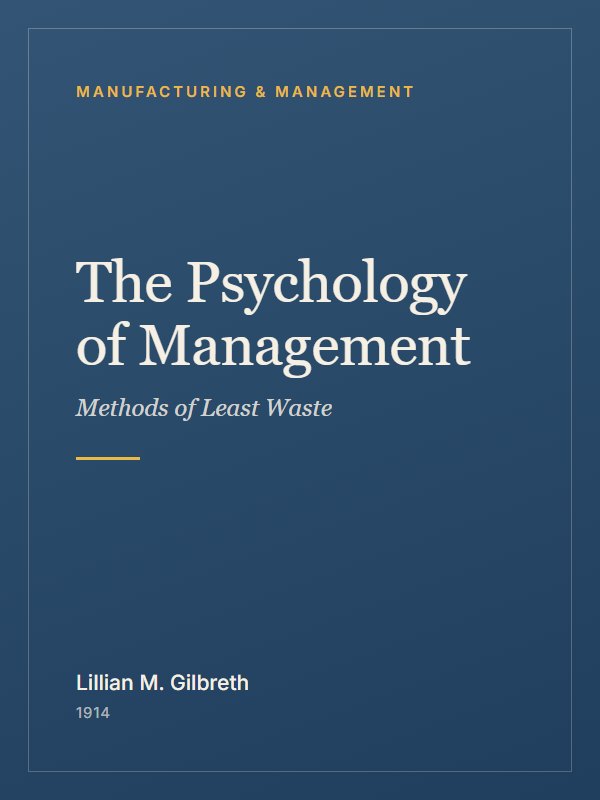 MANUFACTURING & MANAGEMENT
The Psychology
of Management
Methods of Least Waste
Lillian M. Gilbreth
1914